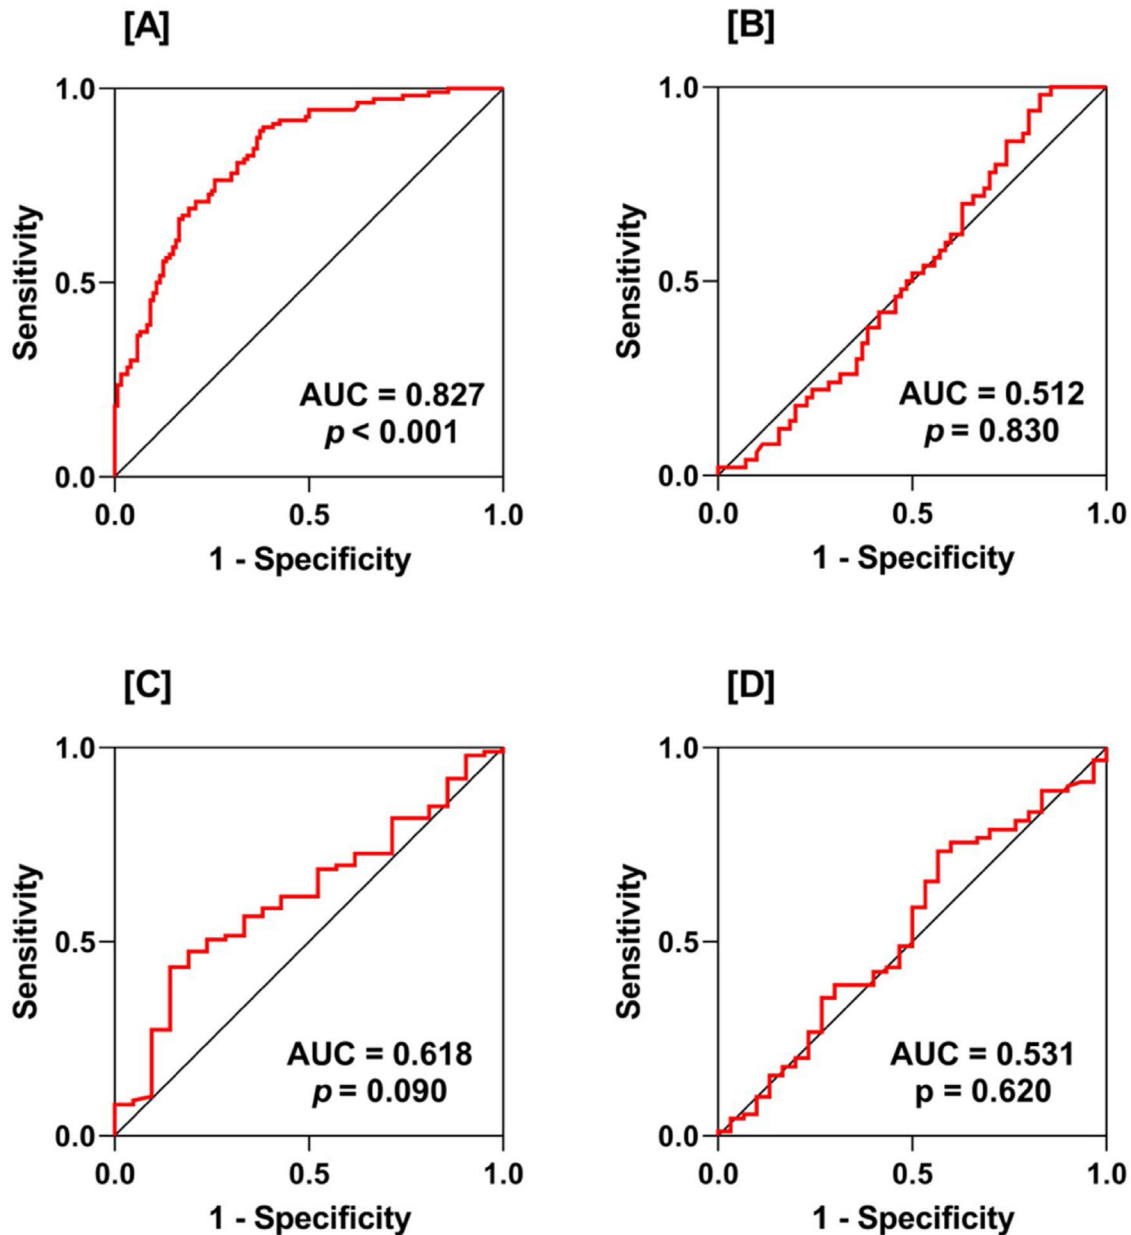 [A]
1.0
Sensitivity
0.5
AUC = 0.827
p < 0.001
0.0
0.0 0.5 1.0
1 - Specificity
[B]
1.0
Sensitivity
0.5
AUC = 0.512
p = 0.830
0.0
0.0 0.5 1.0
1 - Specificity
[C]
1.0
Sensitivity
0.5
AUC = 0.618
p = 0.090
0.0
0.0 0.5 1.0
1 - Specificity
[D]
1.0
Sensitivity
0.5
AUC = 0.531
p = 0.620
0.0
0.0 0.5 1.0
1 - Specificity